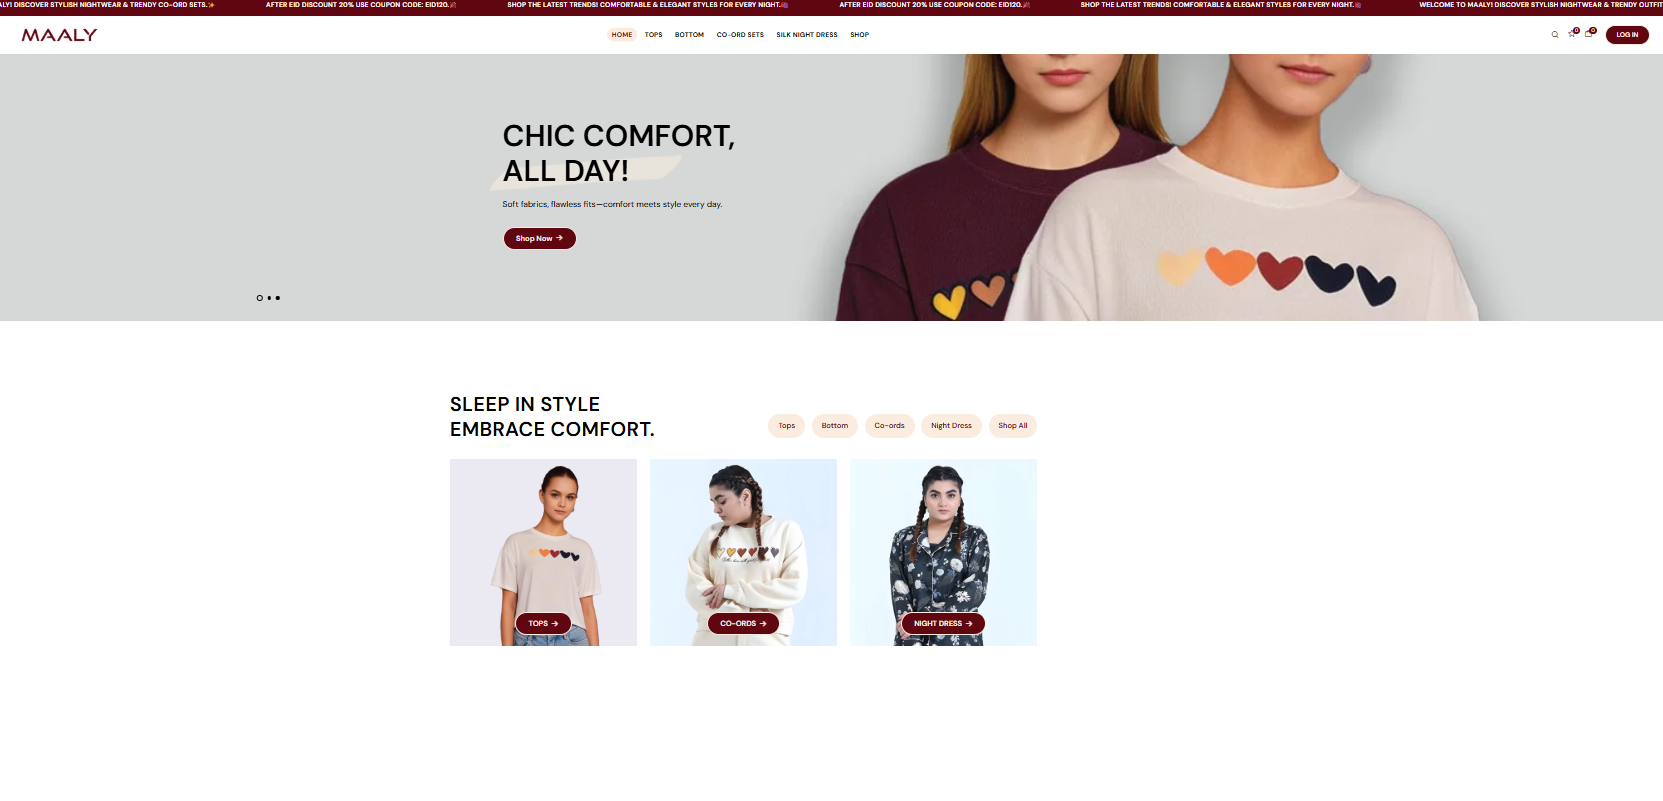 ALY! DISCOVER STYLISH NIGHTWEAR & TRENDY CO-ORD SETS.✨ AFTER EID DISCOUNT 20% USE COUPON CODE: EID120.🎉 SHOP THE LATEST TRENDS! COMFORTABLE & ELEGANT STYLES FOR EVERY NIGHT. AFTER EID DISCOUNT 20% USE COUPON CODE: EID120.🎉 SHOP THE LATEST TRENDS! COMFORTABLE & ELEGANT STYLES FOR EVERY NIGHT. WELCOME TO MAALY! DISCOVER STYLISH NIGHTWEAR & TRENDY OUTFIT
MAALY HOME TOPS BOTTOM CO-ORD SETS SILK NIGHT DRESS SHOP 0 0 LOG IN
CHIC COMFORT,
ALL DAY!
Soft fabrics, flawless fits—comfort meets style every day.
Shop Now →
SLEEP IN STYLE
EMBRACE COMFORT.
Tops Bottom Co-ords Night Dress Shop All
TOPS → CO-ORDS → NIGHT DRESS →